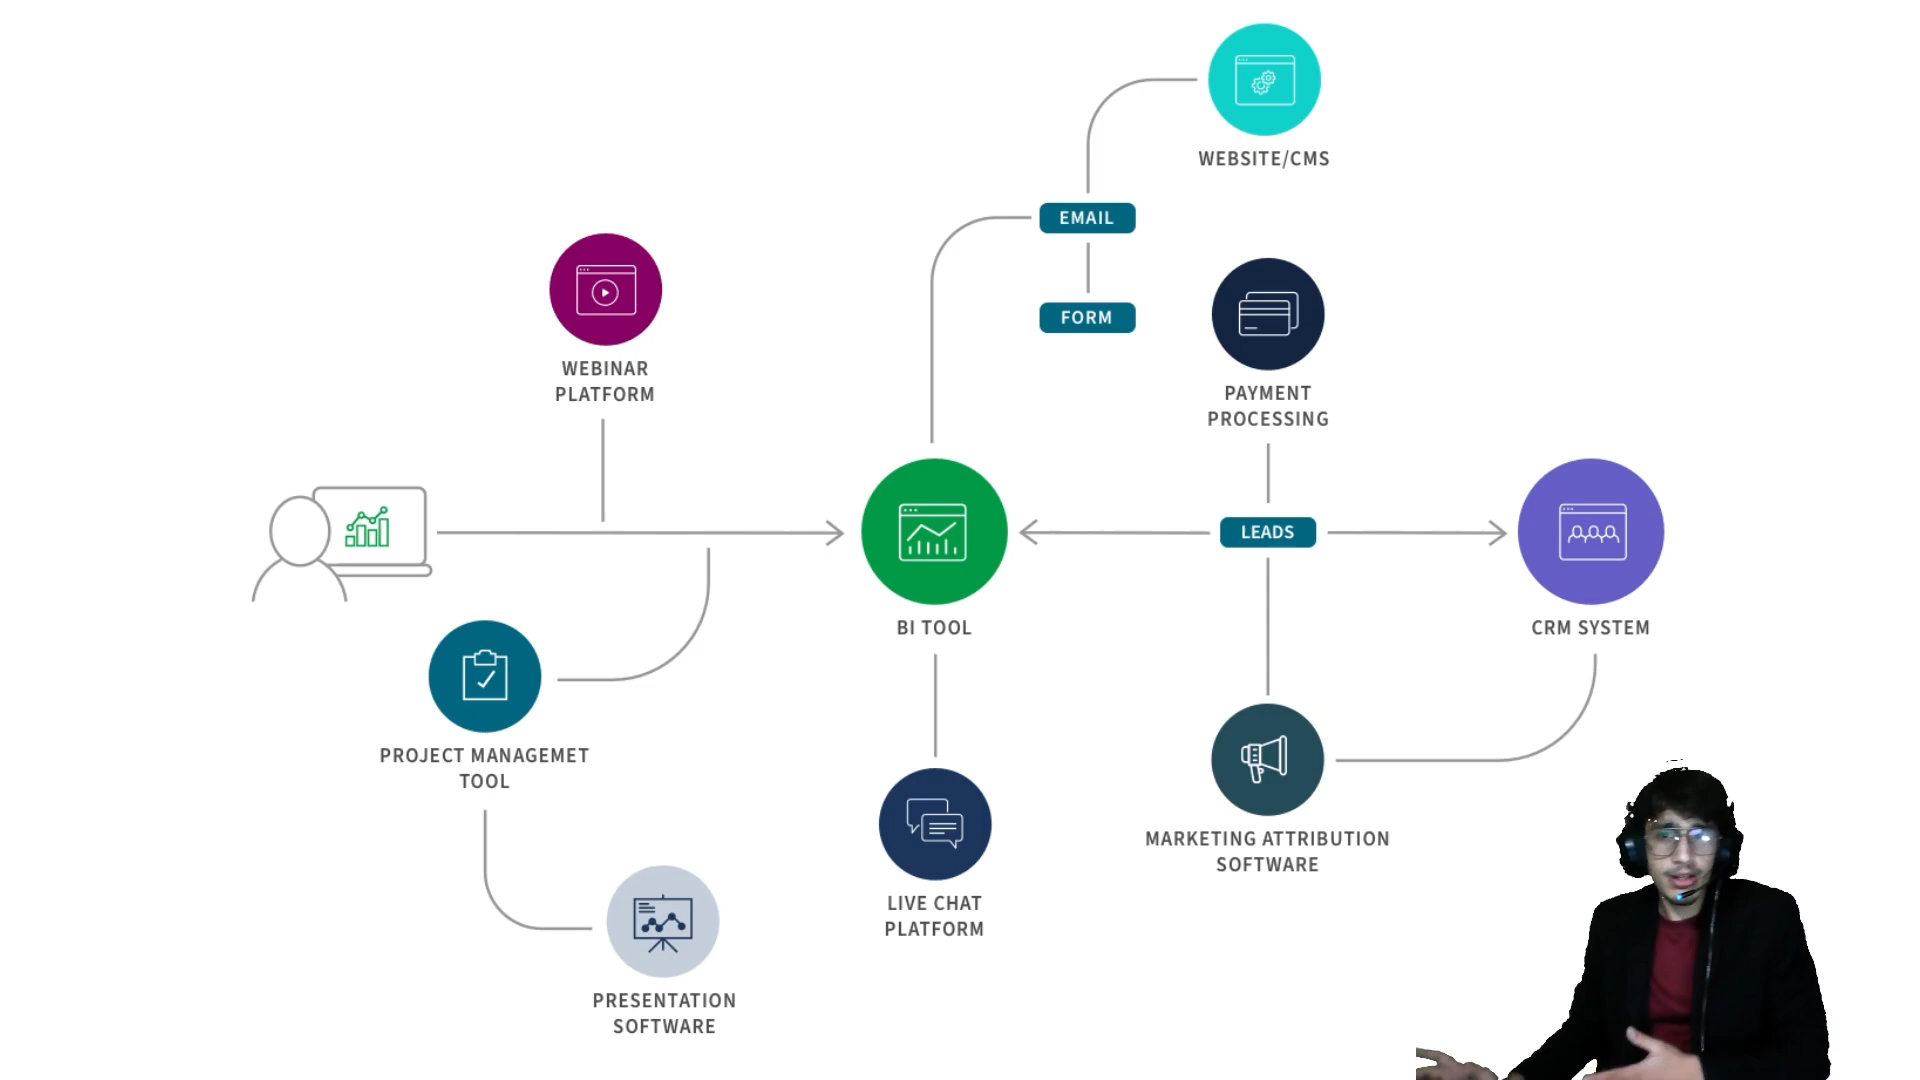 WEBSITE/CMS
EMAIL
FORM
WEBINAR
PLATFORM
PAYMENT
PROCESSING
LEADS
BI TOOL
CRM SYSTEM
PROJECT MANAGEMET
TOOL
MARKETING ATTRIBUTION
SOFTWARE
LIVE CHAT
PLATFORM
PRESENTATION
SOFTWARE